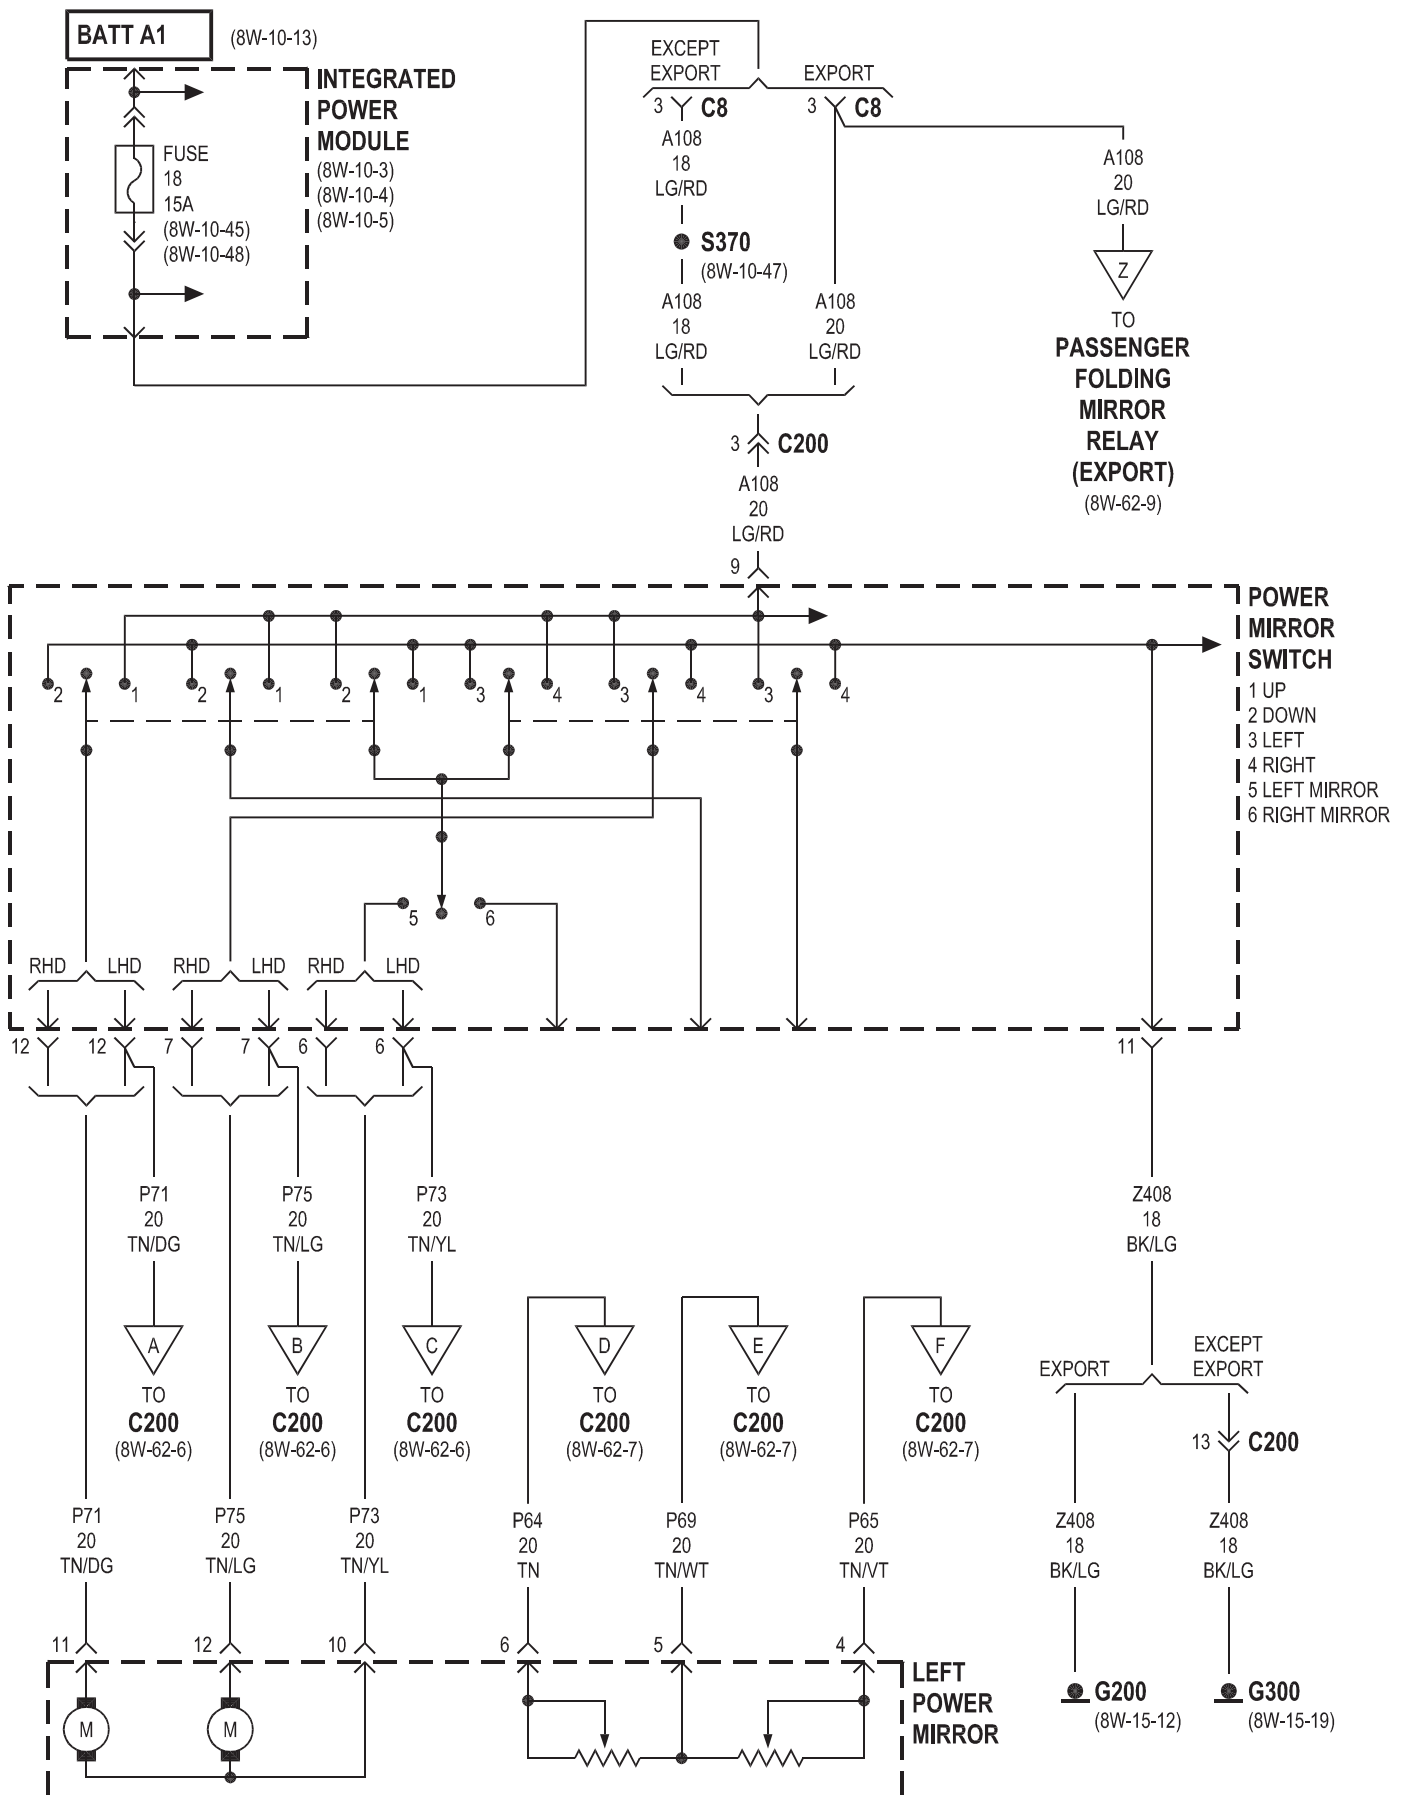 BATT A1
(8W-10-13)
INTEGRATED
POWER
MODULE
(8W-10-3)
(8W-10-4)
(8W-10-5)
FUSE
18
15A
(8W-10-45)
(8W-10-48)
EXCEPT
EXPORT
EXPORT
3 C8
3 C8
A108
18
LG/RD
S370
(8W-10-47)
A108
18
LG/RD
A108
20
LG/RD
A108
20
LG/RD
Z
TO
PASSENGER
FOLDING
MIRROR
RELAY
(EXPORT)
(8W-62-9)
3 C200
A108
20
LG/RD
9
POWER
MIRROR
SWITCH
1 UP
2 DOWN
3 LEFT
4 RIGHT
5 LEFT MIRROR
6 RIGHT MIRROR
2 1 2 1 2 1 3 4 3 4 3 4
5 6
RHD LHD RHD LHD RHD LHD
12 12 7 7 6 6 11
P71
20
TN/DG
P75
20
TN/LG
P73
20
TN/YL
Z408
18
BK/LG
A
TO
C200
(8W-62-6)
B
TO
C200
(8W-62-6)
C
TO
C200
(8W-62-6)
D
TO
C200
(8W-62-7)
E
TO
C200
(8W-62-7)
F
TO
C200
(8W-62-7)
EXPORT
EXCEPT
EXPORT
13 C200
P71
20
TN/DG
P75
20
TN/LG
P73
20
TN/YL
P64
20
TN
P69
20
TN/WT
P65
20
TN/VT
Z408
18
BK/LG
Z408
18
BK/LG
11 12 10 6 5 4
LEFT
POWER
MIRROR
M M
G200
(8W-15-12)
G300
(8W-15-19)